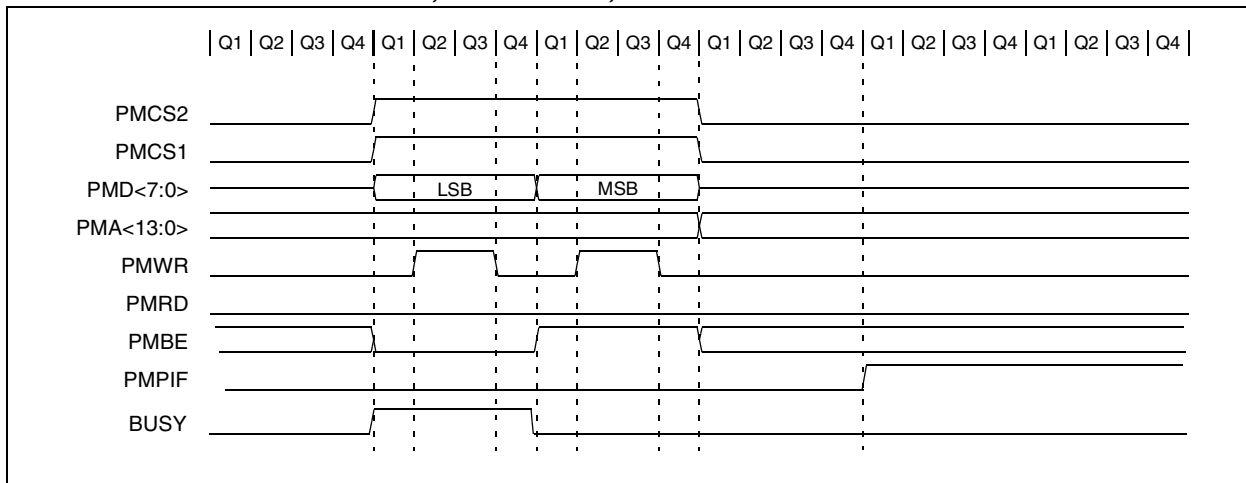 Q1 Q2 Q3 Q4 Q1 Q2 Q3 Q4 Q1 Q2 Q3 Q4 Q1 Q2 Q3 Q4 Q1 Q2 Q3 Q4 Q1 Q2 Q3 Q4
PMCS2
PMCS1
PMD<7:0> LSB MSB
PMA<13:0>
PMWR
PMRD
PMBE
PMPIF
BUSY